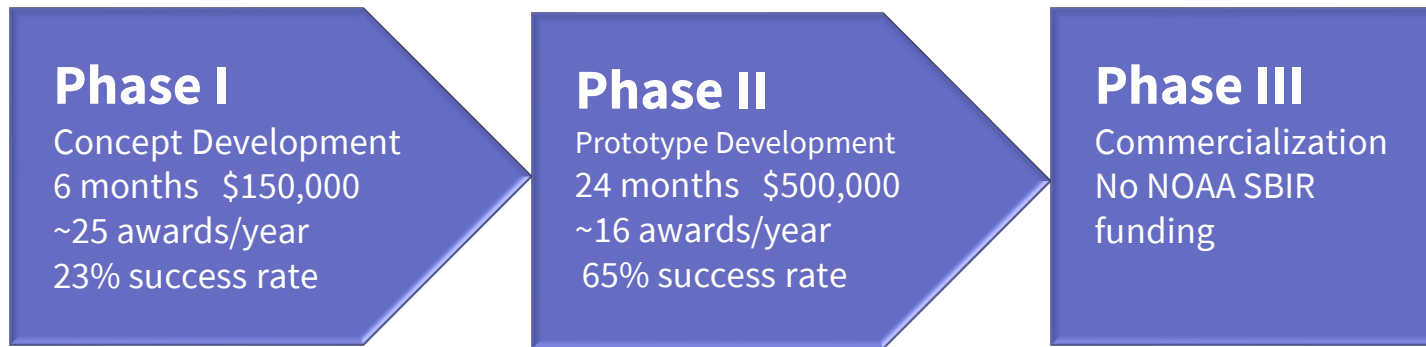 Phase I
Concept Development
6 months   $150,000
~25 awards/year
23% success rate
Phase II
Prototype Development
24 months   $500,000
~16 awards/year
65% success rate
Phase III
Commercialization
No NOAA SBIR
funding